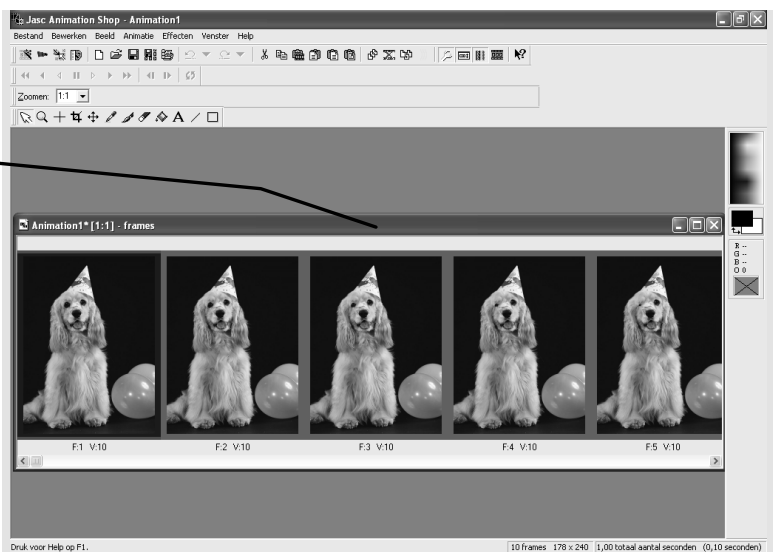 Jasc Animation Shop - Animation1
Bestand Bewerken Beeld Animatie Effecten Venster Help
Zoomen: 1:1
Animation1* [1:1] - frames
R --
G --
B --
O 0
F:1 V:10 F:2 V:10 F:3 V:10 F:4 V:10 F:5 V:10
Druk voor Help op F1. 10 frames 178 x 240 1,00 totaal aantal seconden (0,10 seconden)